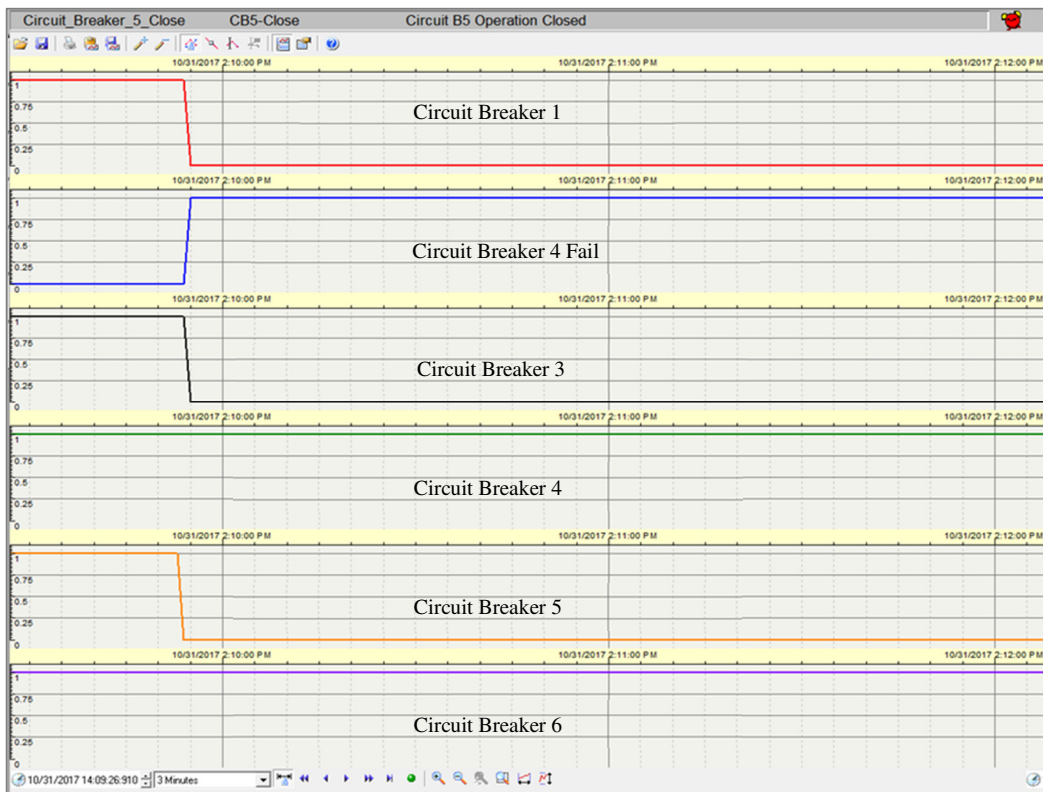 Circuit_Breaker_5_Close CB5-Close Circuit B5 Operation Closed
10/31/2017 2:10:00 PM 10/31/2017 2:11:00 PM 10/31/2017 2:12:00 PM
1
0.75
Circuit Breaker 1
0.5
0.25
0
10/31/2017 2:10:00 PM 10/31/2017 2:11:00 PM 10/31/2017 2:12:00 PM
1
0.75
0.5
Circuit Breaker 4 Fail
0.25
0
10/31/2017 2:10:00 PM 10/31/2017 2:11:00 PM 10/31/2017 2:12:00 PM
1
0.75
0.5
Circuit Breaker 3
0.25
0
10/31/2017 2:10:00 PM 10/31/2017 2:11:00 PM 10/31/2017 2:12:00 PM
1
0.75
0.5
Circuit Breaker 4
0.25
0
10/31/2017 2:10:00 PM 10/31/2017 2:11:00 PM 10/31/2017 2:12:00 PM
1
0.75
0.5
Circuit Breaker 5
0.25
0
10/31/2017 2:10:00 PM 10/31/2017 2:11:00 PM 10/31/2017 2:12:00 PM
1
0.75
0.5
Circuit Breaker 6
0.25
0
10/31/2017 14:09:26.910 3 Minutes